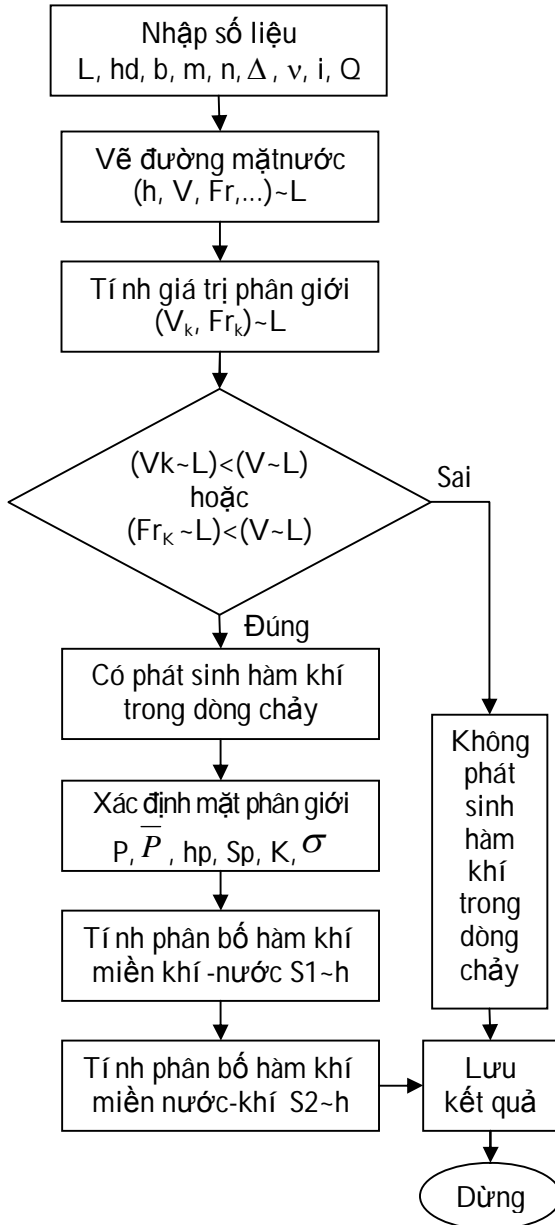 Nhập số liệu
L, hd, b, m, n, Δ, ν, i, Q
Vẽ đường mặtnước
(h, V, Fr,...)~L
Tính giá trị phân giới
(Vk, Frk)~L
(Vk~L)<(V~L)
hoặc
(FrK ~L)<(V~L)
Sai
Đúng
Có phát sinh hàm khí
trong dòng chảy
Không
phát
sinh
hàm
khí
trong
dòng
chảy
Xác định mặt phân giới
P, P̅, hp, Sp, K, σ
Tính phân bố hàm khí
miền khí -nước S1~h
Tính phân bố hàm khí
miền nước-khí S2~h
Lưu
kết quả
Dừng